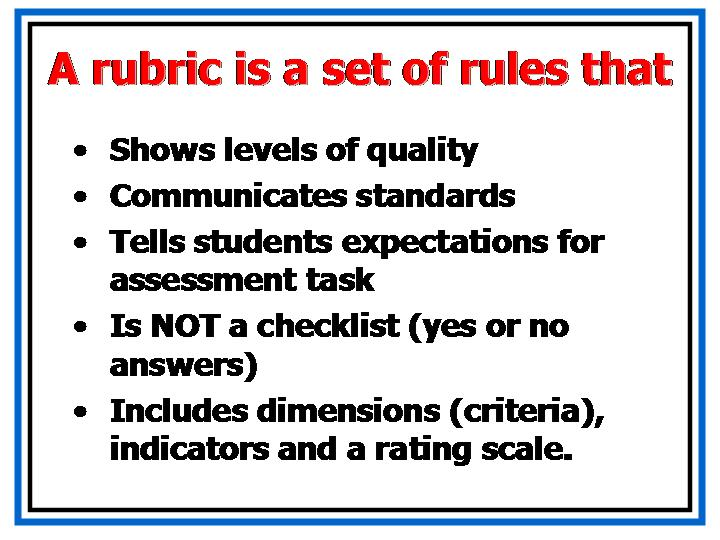 A rubric is a set of rules that
• Shows levels of quality
• Communicates standards
• Tells students expectations for
assessment task
• Is NOT a checklist (yes or no
answers)
• Includes dimensions (criteria),
indicators and a rating scale.